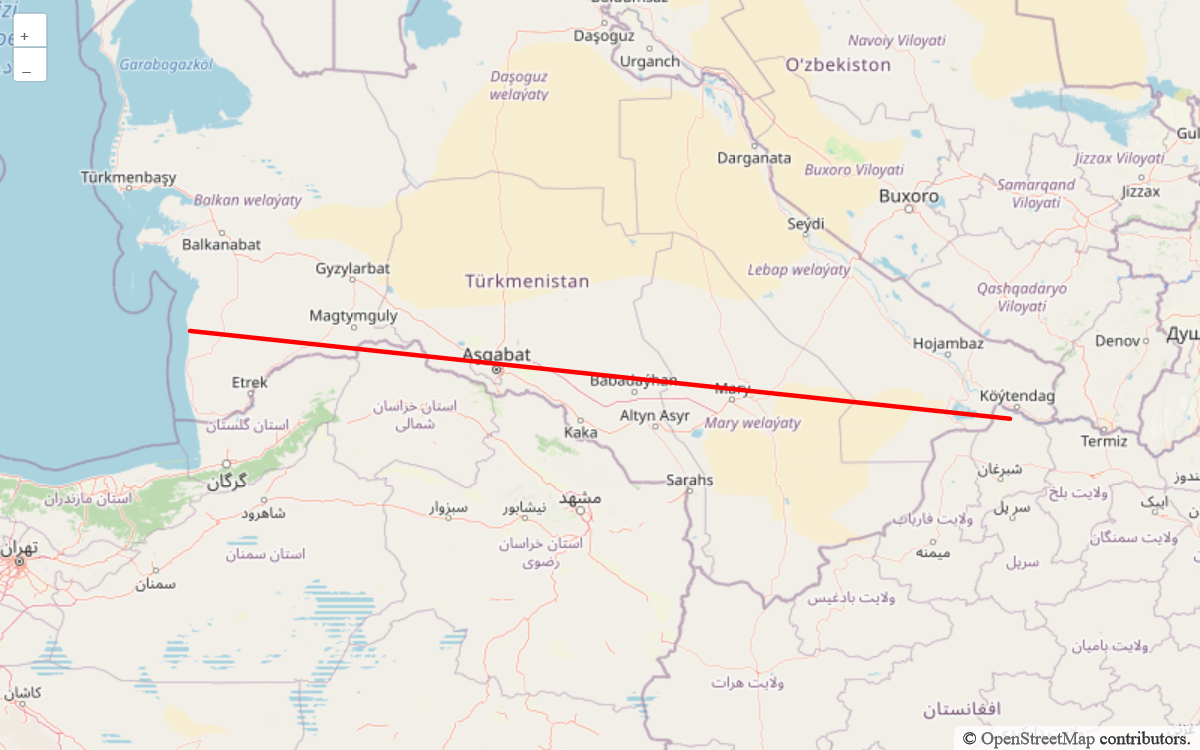 +
–
Garabogazköl
Daşoguz
Urganch
Navoiy Viloyati
Oʻzbekiston
Daşoguz
welaýaty
Darganata
Buxoro Viloyati
Jizzax Viloyati
Jizzax
Samarqand
Viloyati
Buxoro
Türkmenbaşy
Balkan welaýaty
Balkanabat
Seýdi
Lebap welaýaty
Gyzylarbat
Türkmenistan
Qashqadaryo
Viloyati
Magtymguly
Hojambaz
Denov
Aşgabat
Etrek
Babadaýhan
Mary
Köýtendag
استان خراسان
شمالی
Altyn Asyr
Mary welaýaty
استان گلستان
Kaka
Termiz
گرگان
Sarahs
شبرغان
ولایت بلخ
استان مازندران
مشهد
نیشابور
سبزوار
شاهرود
سر پل
ایبک
ولایت فاریاب
ولایت سمنگان
تهران
استان سمنان
استان خراسان
رضوی
میمنه
سرپل
سمنان
ولایت بادغیس
ولایت بامیان
ولایت هرات
کاشان
افغانستان
© OpenStreetMap contributors.